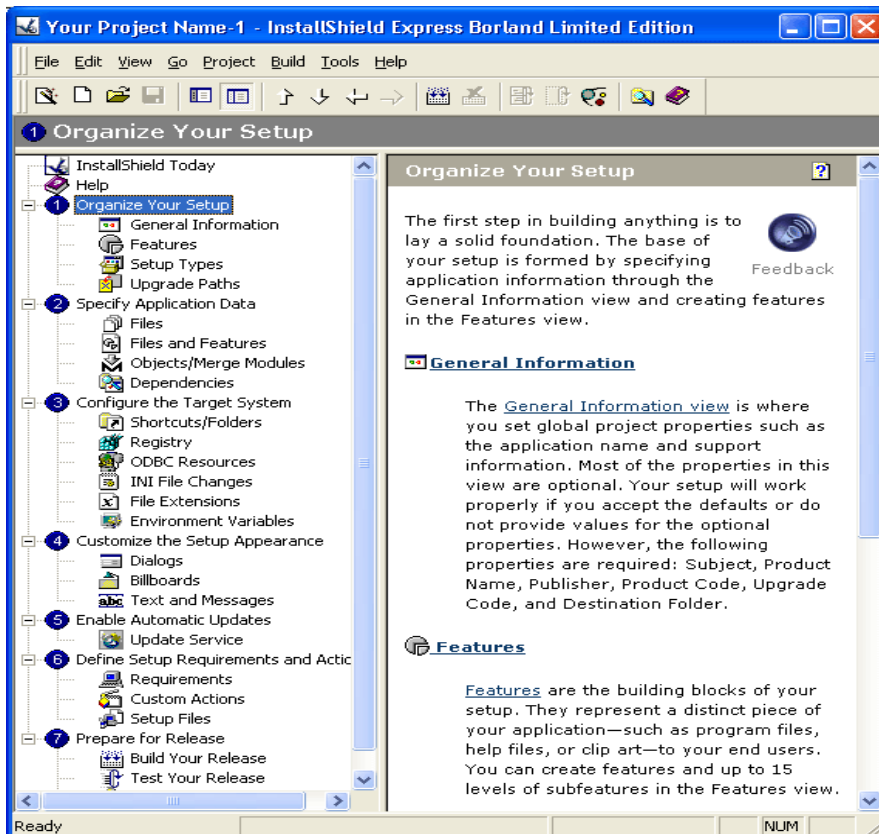 Your Project Name-1 - InstallShield Express Borland Limited Edition
File Edit View Go Project Build Tools Help
1 Organize Your Setup
InstallShield Today
Help
1 Organize Your Setup
General Information
Features
Setup Types
Upgrade Paths
2 Specify Application Data
Files
Files and Features
Objects/Merge Modules
Dependencies
3 Configure the Target System
Shortcuts/Folders
Registry
ODBC Resources
INI File Changes
File Extensions
Environment Variables
4 Customize the Setup Appearance
Dialogs
Billboards
abc Text and Messages
5 Enable Automatic Updates
Update Service
6 Define Setup Requirements and Actic
Requirements
Custom Actions
Setup Files
7 Prepare for Release
Build Your Release
Test Your Release
Organize Your Setup ?
The first step in building anything is to
lay a solid foundation. The base of
your setup is formed by specifying
application information through the
General Information view and creating features
in the Features view.
Feedback
General Information
The General Information view is where
you set global project properties such as
the application name and support
information. Most of the properties in this
view are optional. Your setup will work
properly if you accept the defaults or do
not provide values for the optional
properties. However, the following
properties are required: Subject, Product
Name, Publisher, Product Code, Upgrade
Code, and Destination Folder.
Features
Features are the building blocks of your
setup. They represent a distinct piece of
your application—such as program files,
help files, or clip art—to your end users.
You can create features and up to 15
levels of subfeatures in the Features view.
Ready
NUM